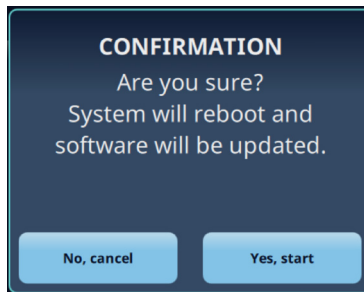 CONFIRMATION
Are you sure?
System will reboot and
software will be updated.
No, cancel
Yes, start